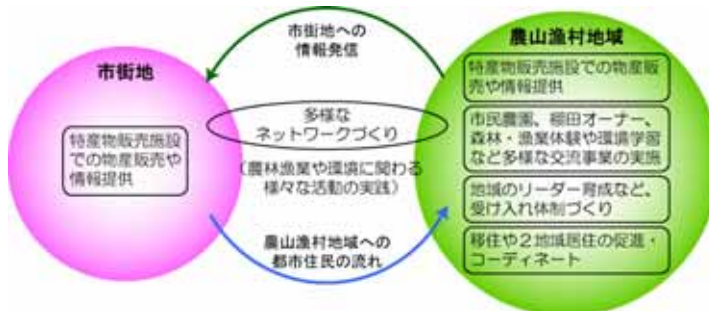 市街地への
情報発信
農山漁村地域
市街地
特産物販売施設での物産販
売や情報提供
多様な
ネットワークづくり
市民農園、棚田オーナー、
森林・漁業体験や環境学習
など多様な交流事業の実施
特産物販売施設
での物産販売や
情報提供
（農林漁業や環境に関わる
様々な活動の実践）
地域のリーダー育成など、
受け入れ体制づくり
農山漁村地域への
都市住民の流れ
移住や２地域居住の促進・
コーディネート